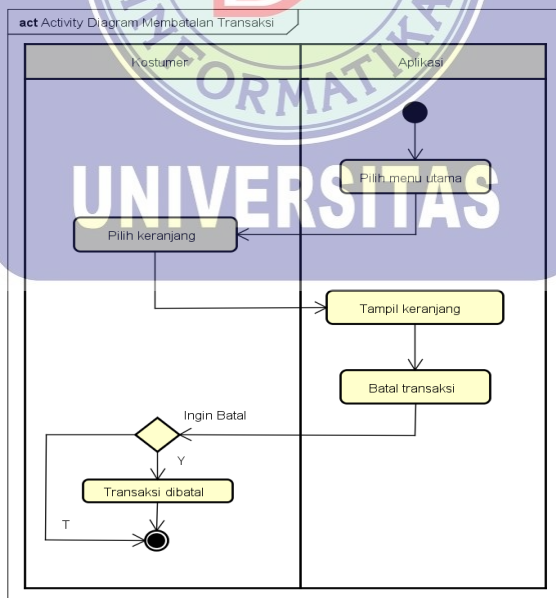 act Activity Diagram Membatalan Transaksi
Kostumer
Aplikasi
ORMATIKA
Pilih menu utama
UNIVERSITAS
Pilih keranjang
Tampil keranjang
Batal transaksi
Ingin Batal
Y
Transaksi dibatal
T